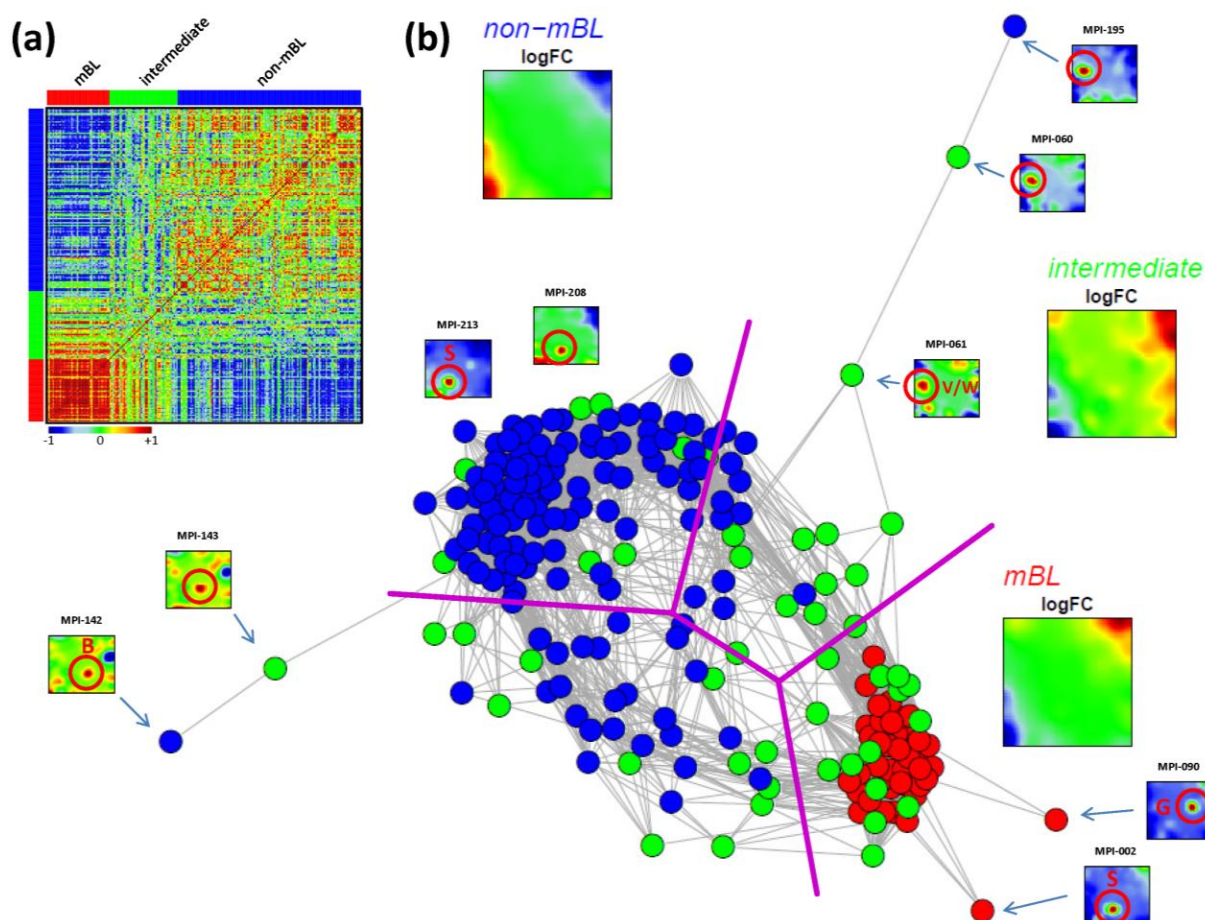 (a)
mBL
intermediate
non-mBL
-1 0 +1
(b)
non-mBL
logFC
MPI-195
MPI-060
intermediate
logFC
MPI-208
MPI-213
S
MPI-061
V/W
MPI-143
MPI-142
B
mBL
logFC
MPI-090
G
MPI-002
S